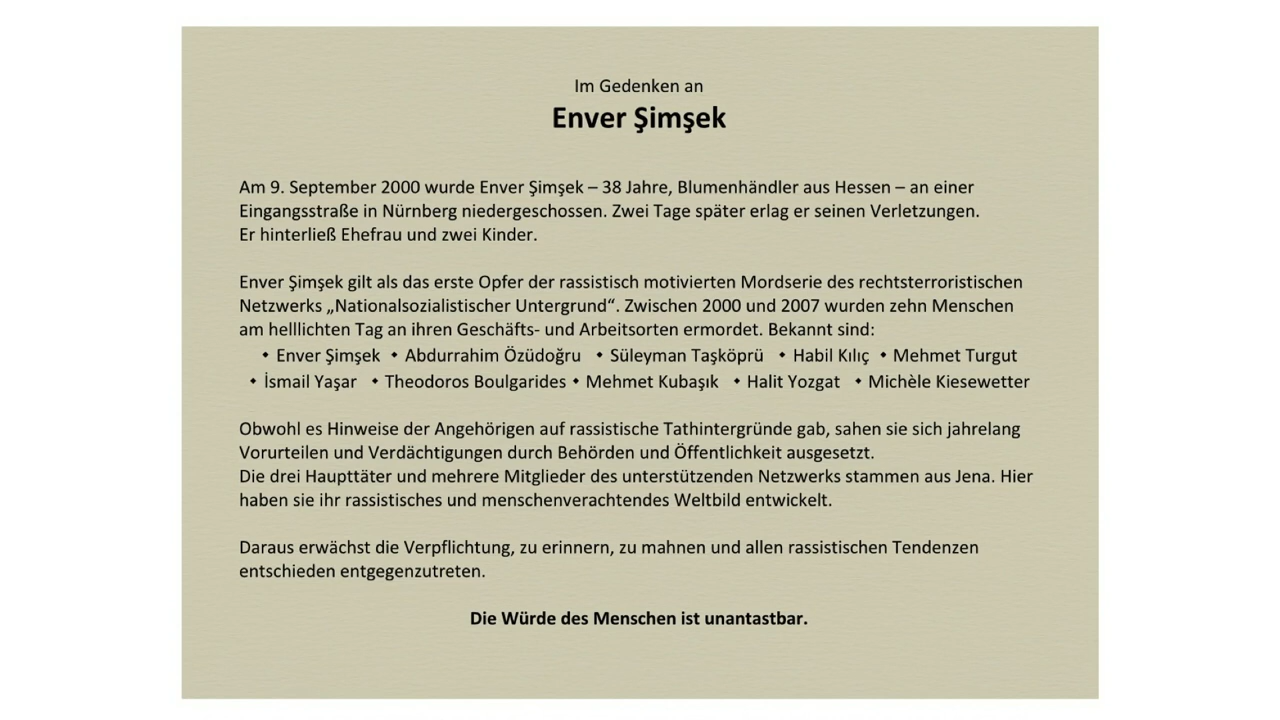 Im Gedenken an
Enver Şimşek
Am 9. September 2000 wurde Enver Şimşek – 38 Jahre, Blumenhändler aus Hessen – an einer
Eingangsstraße in Nürnberg niedergeschossen. Zwei Tage später erlag er seinen Verletzungen.
Er hinterließ Ehefrau und zwei Kinder.
Enver Şimşek gilt als das erste Opfer der rassistisch motivierten Mordserie des rechtsterroristischen
Netzwerks „Nationalsozialistischer Untergrund“. Zwischen 2000 und 2007 wurden zehn Menschen
am helllichten Tag an ihren Geschäfts- und Arbeitsorten ermordet. Bekannt sind:
• Enver Şimşek • Abdurrahim Özüdoğru • Süleyman Taşköprü • Habil Kılıç • Mehmet Turgut
• İsmail Yaşar • Theodoros Boulgarides • Mehmet Kubaşık • Halit Yozgat • Michèle Kiesewetter
Obwohl es Hinweise der Angehörigen auf rassistische Tathintergründe gab, sahen sie sich jahrelang
Vorurteilen und Verdächtigungen durch Behörden und Öffentlichkeit ausgesetzt.
Die drei Haupttäter und mehrere Mitglieder des unterstützenden Netzwerks stammen aus Jena. Hier
haben sie ihr rassistisches und menschenverachtendes Weltbild entwickelt.
Daraus erwächst die Verpflichtung, zu erinnern, zu mahnen und allen rassistischen Tendenzen
entschieden entgegenzutreten.
Die Würde des Menschen ist unantastbar.